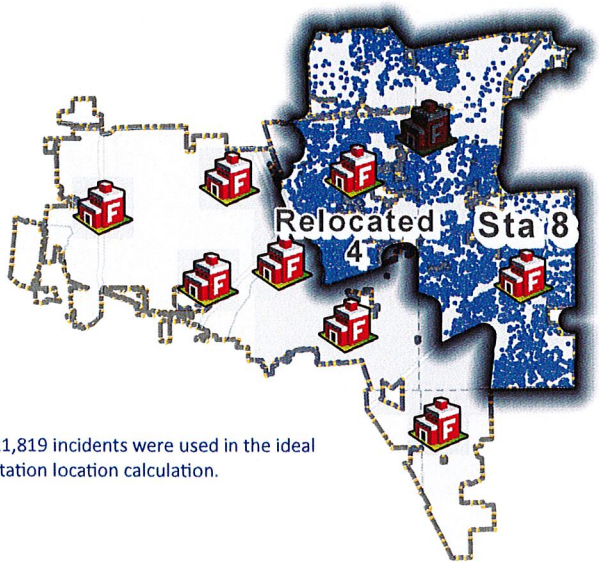 F
F
F
F
Relocated
4
Sta 8
F
F
F
F
F
1,819 incidents were used in the ideal
tation location calculation.